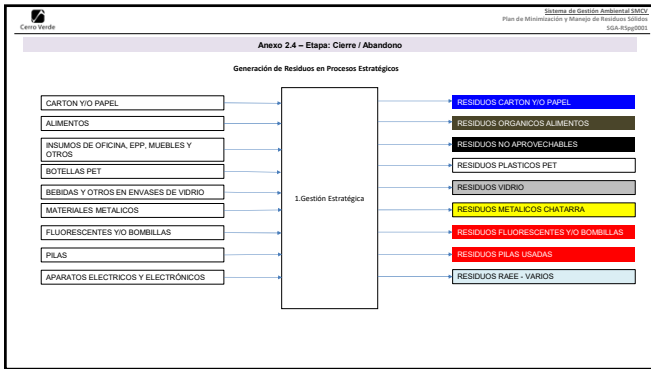 Cerro Verde
Sistema de Gestión Ambiental SMCV
Plan de Minimización y Manejo de Residuos Sólidos
SGA-RSpg0001
Anexo 2.4 – Etapa: Cierre / Abandono
Generación de Residuos en Procesos Estratégicos
CARTON Y/O PAPEL
ALIMENTOS
INSUMOS DE OFICINA, EPP, MUEBLES Y
OTROS
BOTELLAS PET
BEBIDAS Y OTROS EN ENVASES DE VIDRIO
MATERIALES METALICOS
FLUORESCENTES Y/O BOMBILLAS
PILAS
APARATOS ELECTRICOS Y ELECTRÓNICOS
1.Gestión Estratégica
RESIDUOS CARTON Y/O PAPEL
RESIDUOS ORGANICOS ALIMENTOS
RESIDUOS NO APROVECHABLES
RESIDUOS PLASTICOS PET
RESIDUOS VIDRIO
RESIDUOS METALICOS CHATARRA
RESIDUOS FLUORESCENTES Y/O BOMBILLAS
RESIDUOS PILAS USADAS
RESIDUOS RAEE - VARIOS